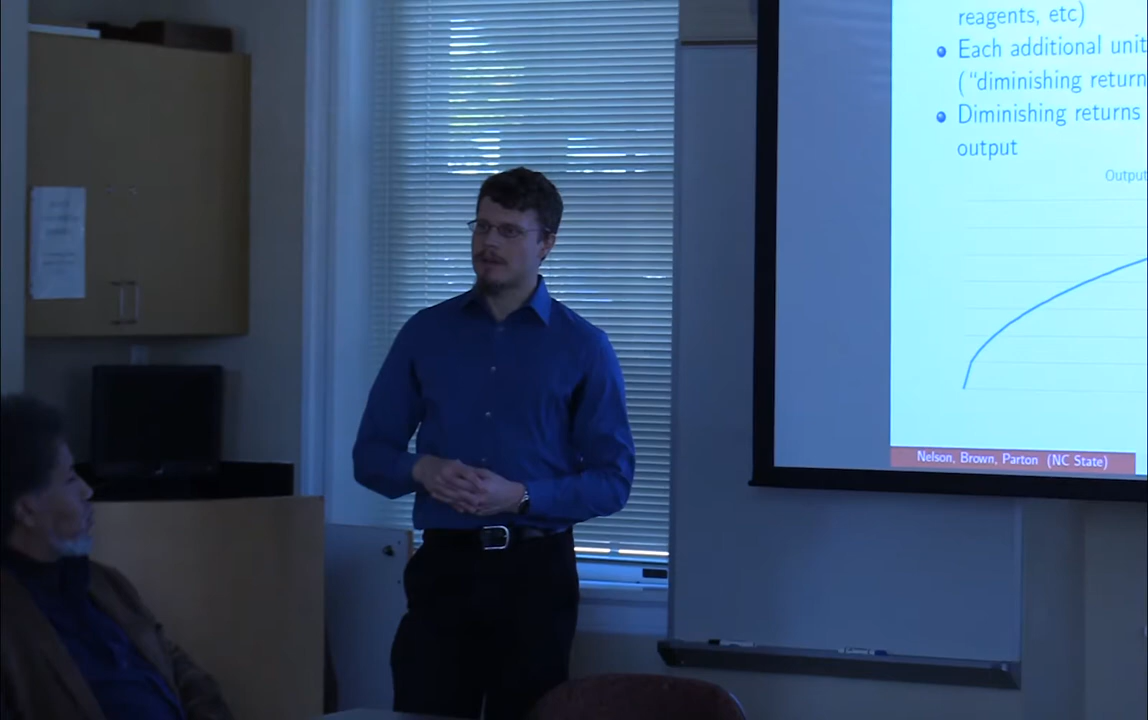 reagents, etc)
Each additional unit
("diminishing return
Diminishing returns
output
Output
Nelson, Brown, Parton (NC State)